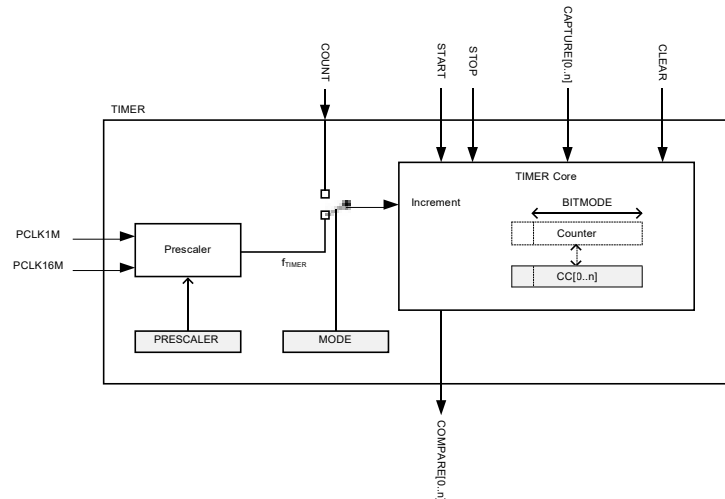 COUNT
START
STOP
CAPTURE[0..n]
CLEAR
TIMER
TIMER Core
Increment
BITMODE
Counter
CC[0..n]
PCLK1M
PCLK16M
Prescaler
fTIMER
PRESCALER
MODE
COMPARE[0..n]